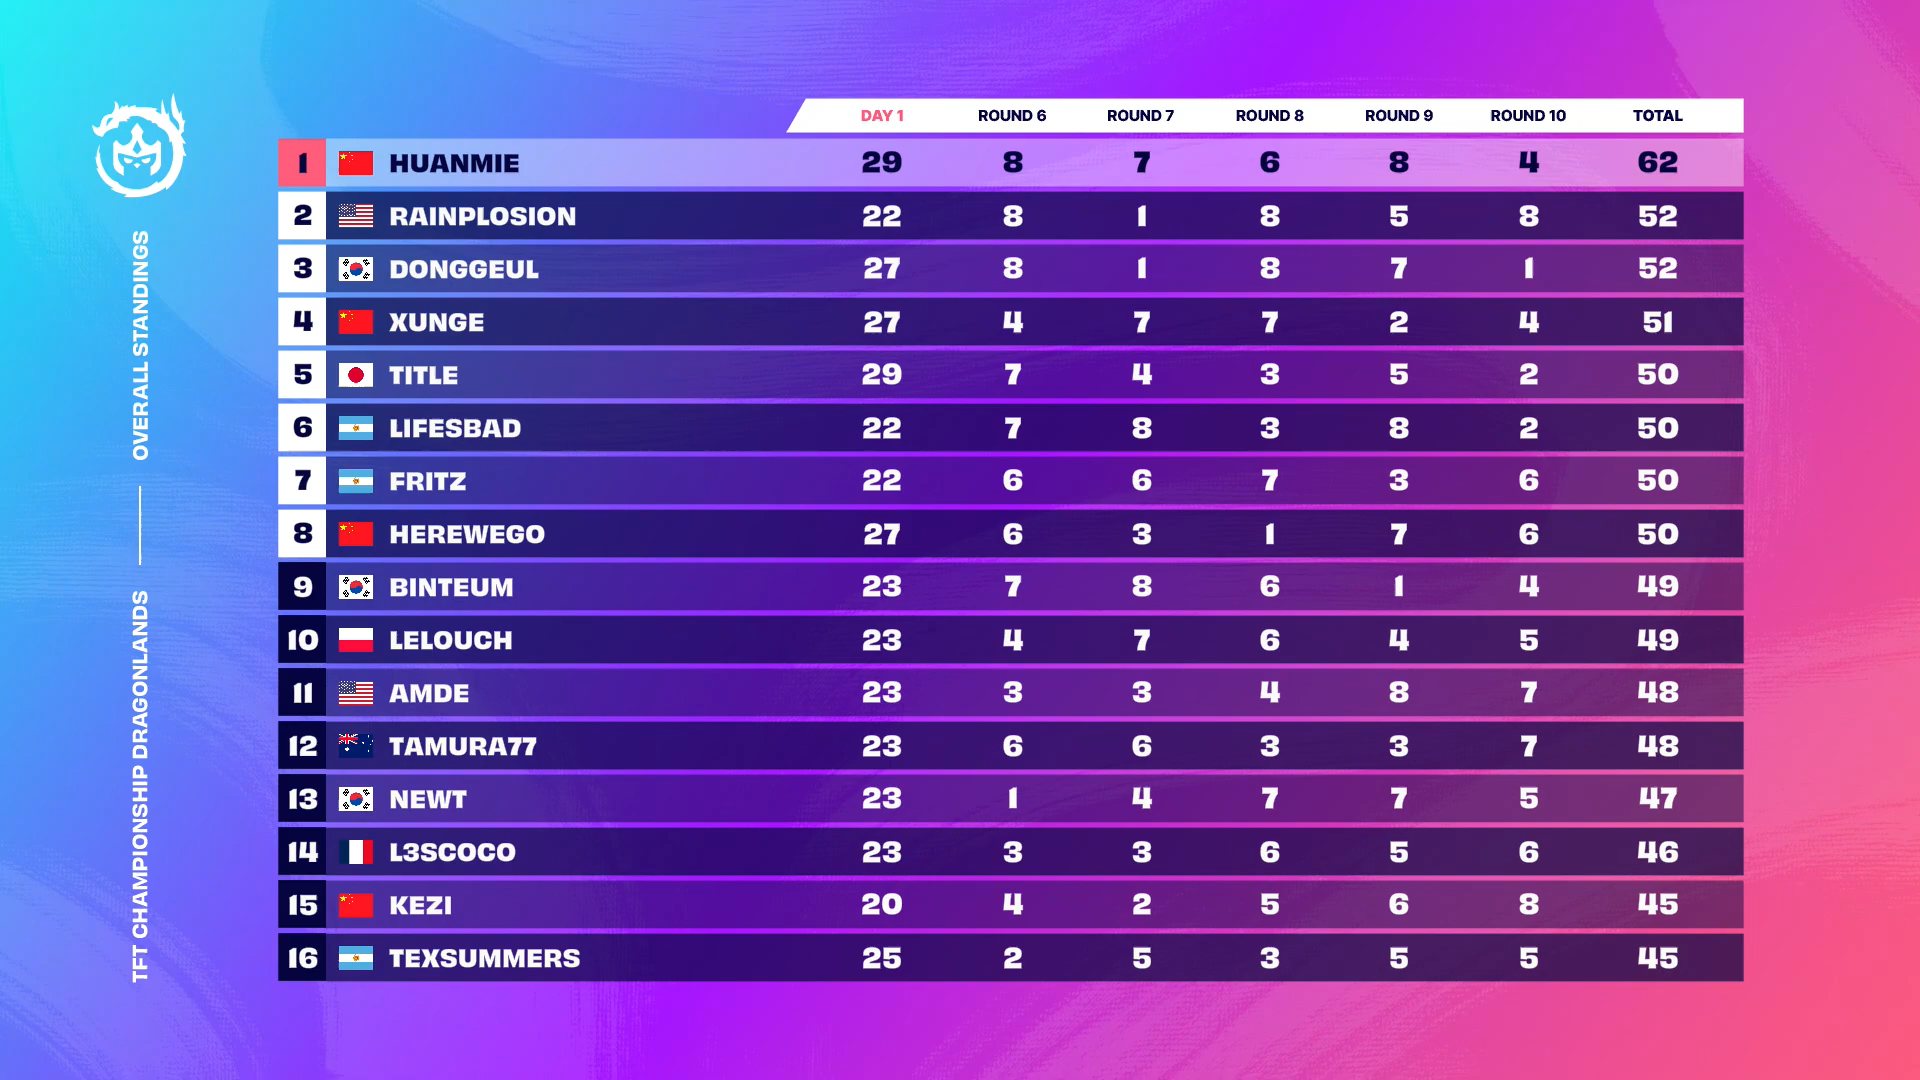 OVERALL STANDINGS
TFT CHAMPIONSHIP DRAGONLANDS
DAY 1 ROUND 6 ROUND 7 ROUND 8 ROUND 9 ROUND 10 TOTAL
1 HUANMIE 29 8 7 6 8 4 62
2 RAINPLOSION 22 8 1 8 5 8 52
3 DONGGEUL 27 8 1 8 7 1 52
4 XUNGE 27 4 7 7 2 4 51
5 TITLE 29 7 4 3 5 2 50
6 LIFESBAD 22 7 8 3 8 2 50
7 FRITZ 22 6 6 7 3 6 50
8 HEREWEGO 27 6 3 1 7 6 50
9 BINTEUM 23 7 8 6 1 4 49
10 LELOUCH 23 4 7 6 4 5 49
11 AMDE 23 3 3 4 8 7 48
12 TAMURA77 23 6 6 3 3 7 48
13 NEWT 23 1 4 7 7 5 47
14 L3SCOCO 23 3 3 6 5 6 46
15 KEZI 20 4 2 5 6 8 45
16 TEXSUMMERS 25 2 5 3 5 5 45